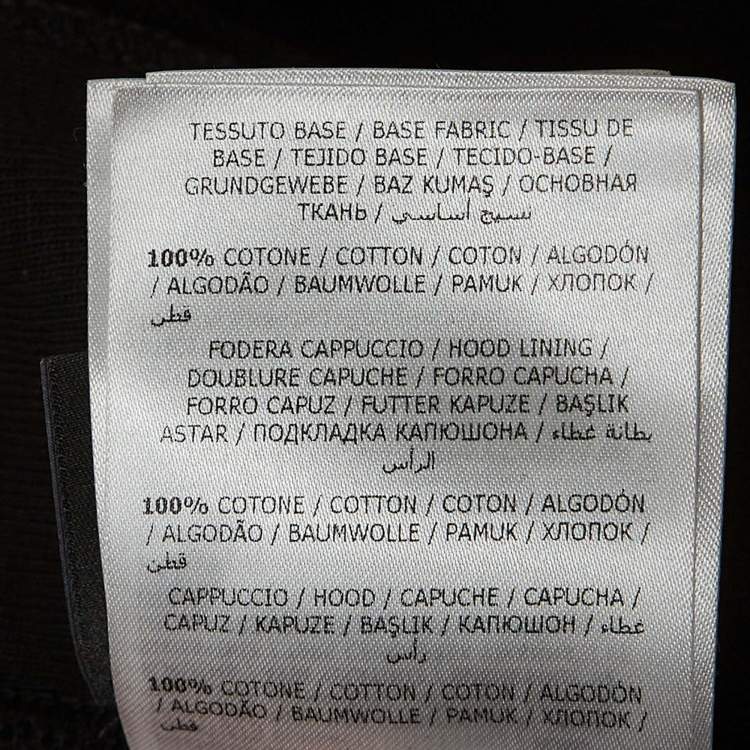 TESSUTO BASE / BASE FABRIC / TISSU DE
BASE / TEJIDO BASE / TECIDO-BASE /
GRUNDGEWEBE / BAZ KUMAŞ / ОСНОВНАЯ
ТКАНЬ / نسيج أساسي
100% COTONE / COTTON / COTON / ALGODÓN
/ ALGODÃO / BAUMWOLLE / PAMUK / ХЛОПОК /
قطن
FODERA CAPPUCCIO / HOOD LINING /
DOUBLURE CAPUCHE / FORRO CAPUCHA /
FORRO CAPUZ / FUTTER KAPUZE / BAŞLIK
ASTAR / ПОДКЛАДКА КАПЮШОНА / بطانة غطاء
الرأس
100% COTONE / COTTON / COTON / ALGODÓN
/ ALGODÃO / BAUMWOLLE / PAMUK / ХЛОПОК /
قطن
CAPPUCCIO / HOOD / CAPUCHE / CAPUCHA /
CAPUZ / KAPUZE / BAŞLIK / КАПЮШОН / غطاء
رأس
100% COTONE / COTTON / COTON / ALGODÓN
/ ALGODÃO / BAUMWOLLE / PAMUK / ХЛОПОК /
قطن